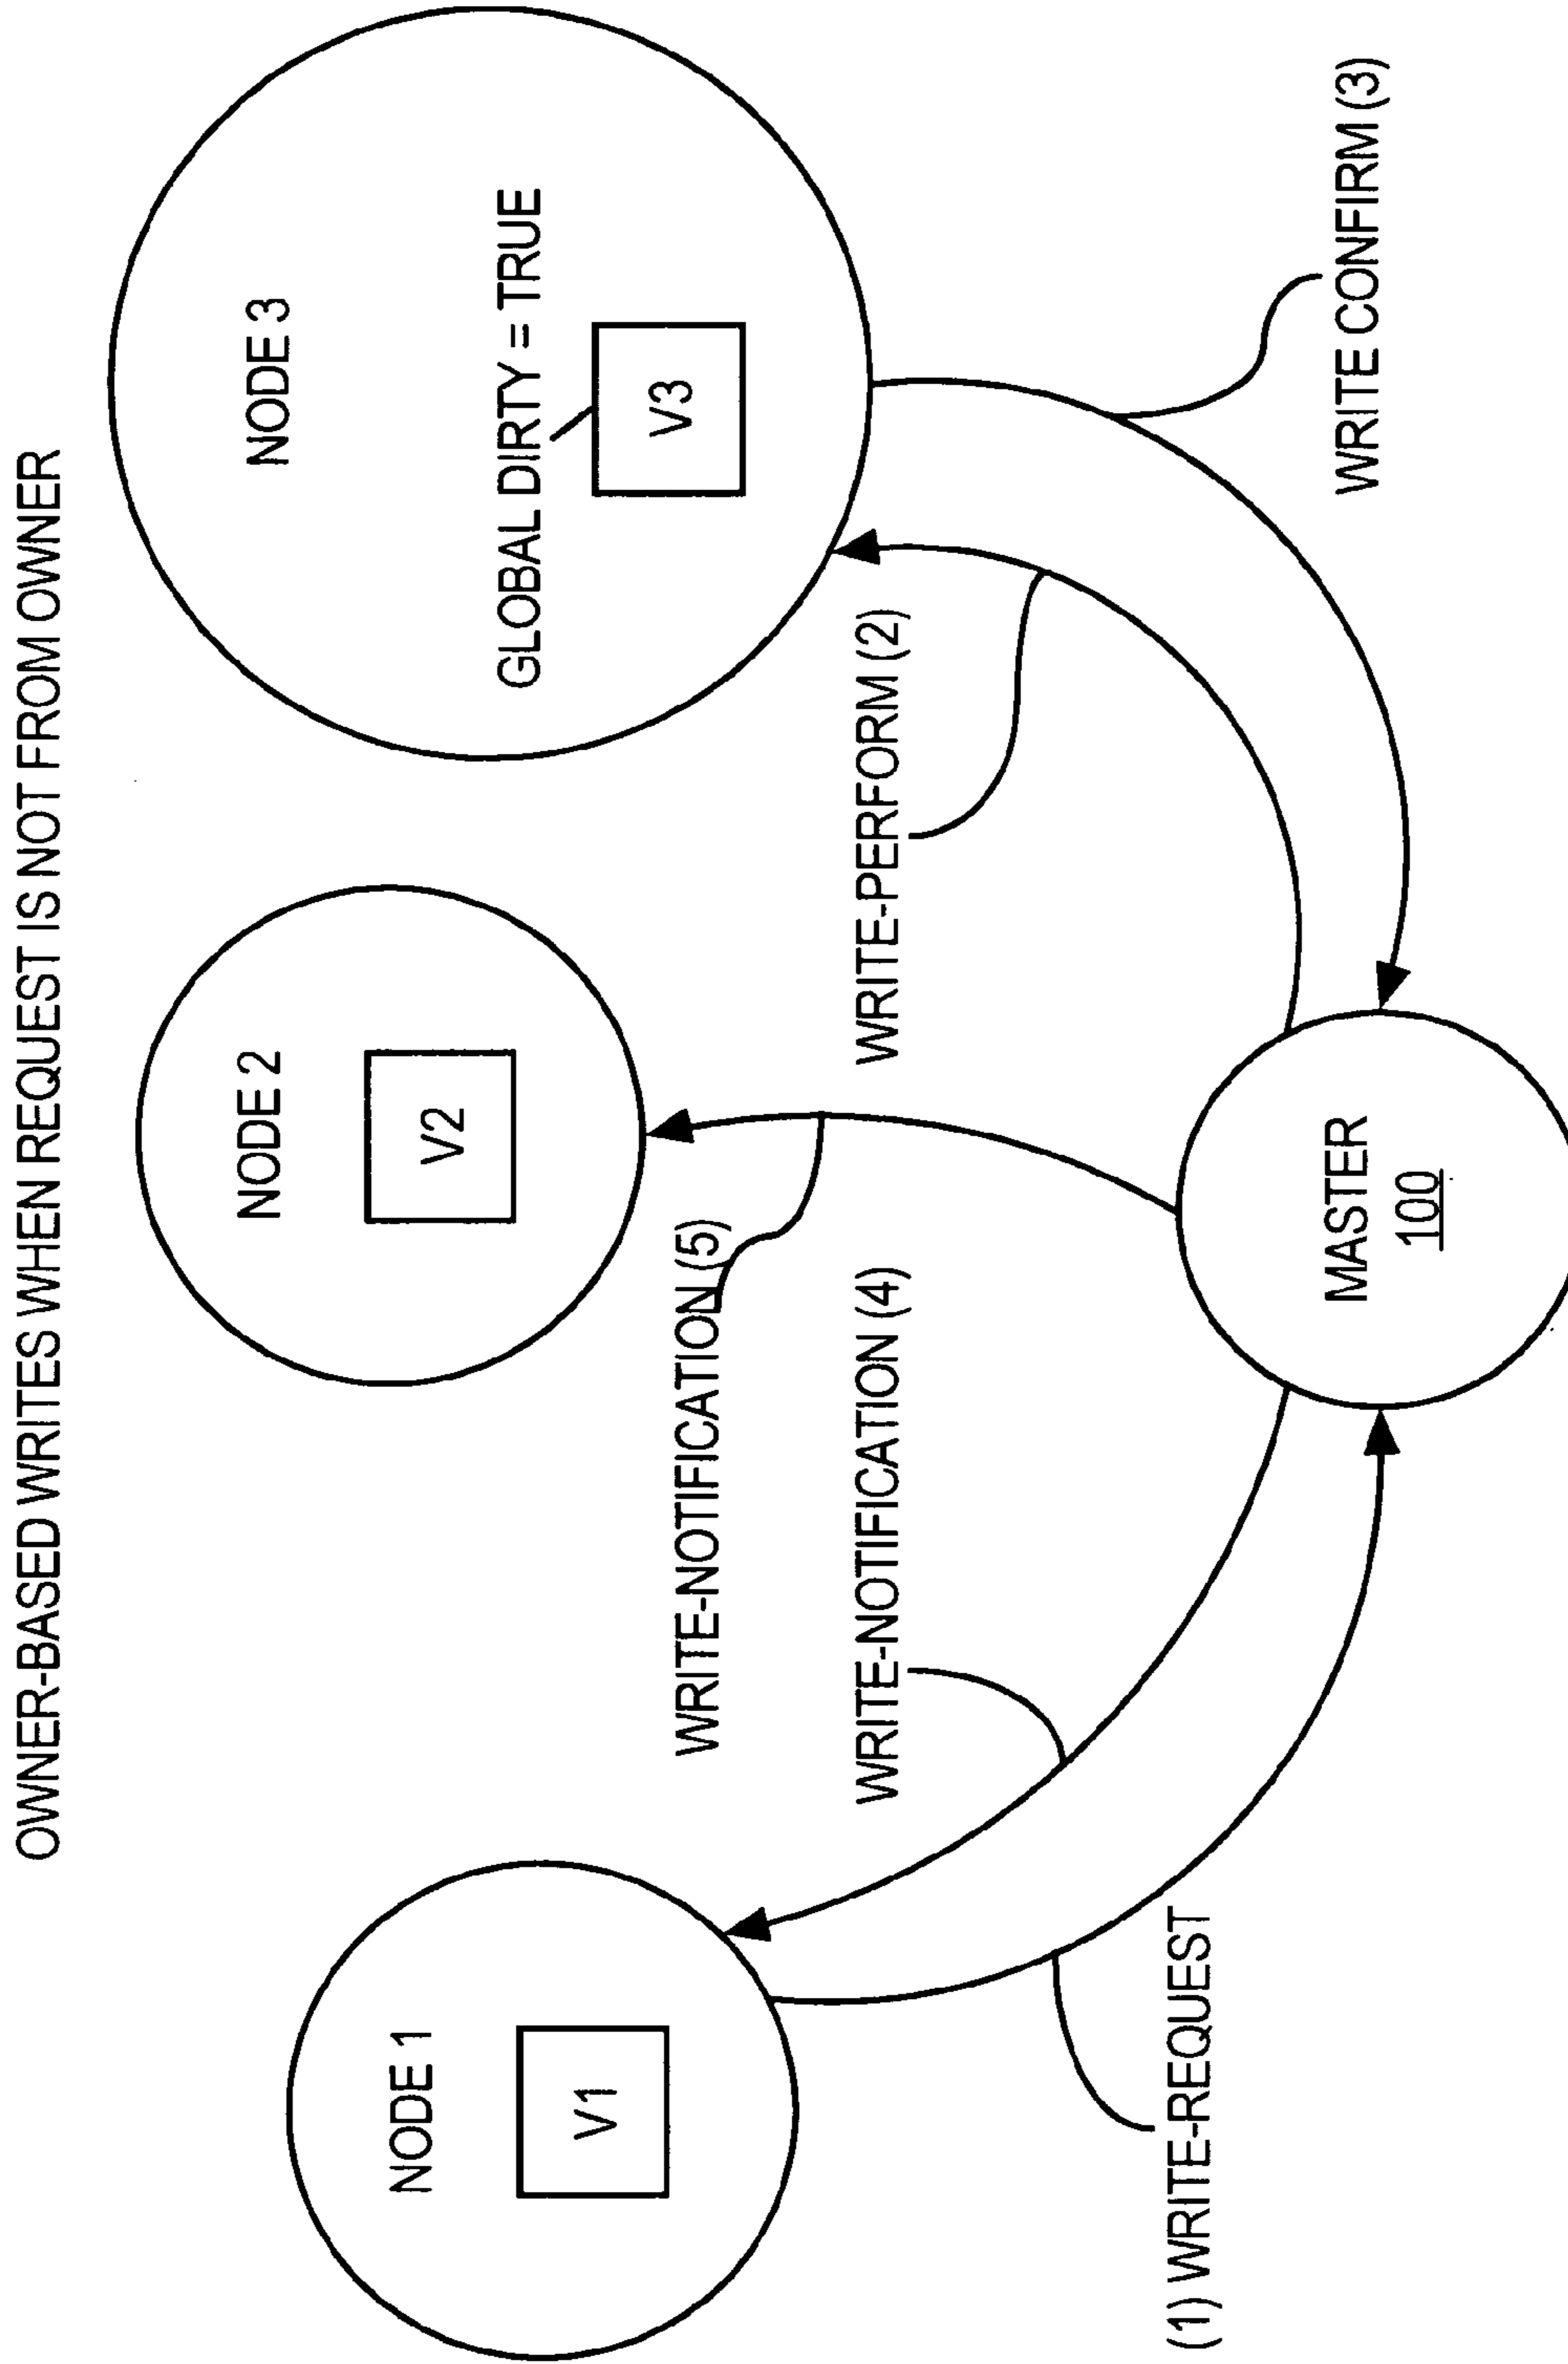 OWNER-BASED WRITES WHEN REQUEST IS NOT FROM OWNER
NODE 1
V1
NODE 2
V2
NODE 3
GLOBAL DIRTY = TRUE
V3
WRITE-NOTIFICATION (5)
WRITE-NOTIFICATION (4)
WRITE-PERFORM (2)
(1) WRITE-REQUEST
MASTER
100
WRITE CONFIRM (3)